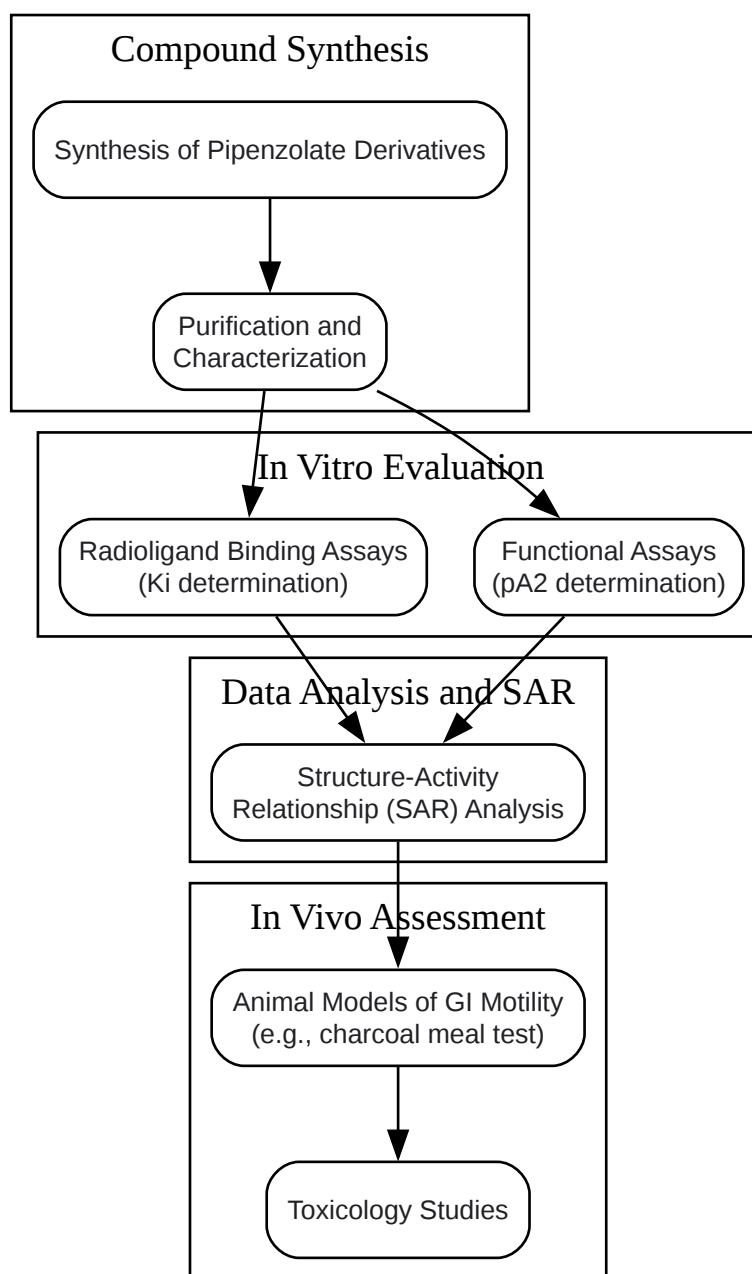 Compound Synthesis
Synthesis of Pipenzolate Derivatives
Purification and
Characterization
In Vitro Evaluation
Radioligand Binding Assays
(Ki determination)
Functional Assays
(pA2 determination)
Data Analysis and SAR
Structure-Activity
Relationship (SAR) Analysis
In Vivo Assessment
Animal Models of GI Motility
(e.g., charcoal meal test)
Toxicology Studies